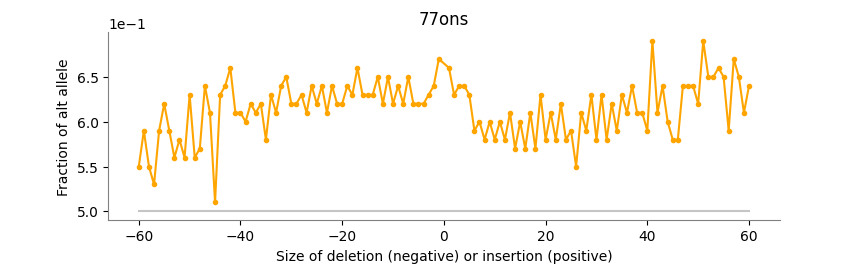 77ons
1e−1
Fraction of alt allele
6.5
6.0
5.5
5.0
−60 −40 −20 0 20 40 60
Size of deletion (negative) or insertion (positive)